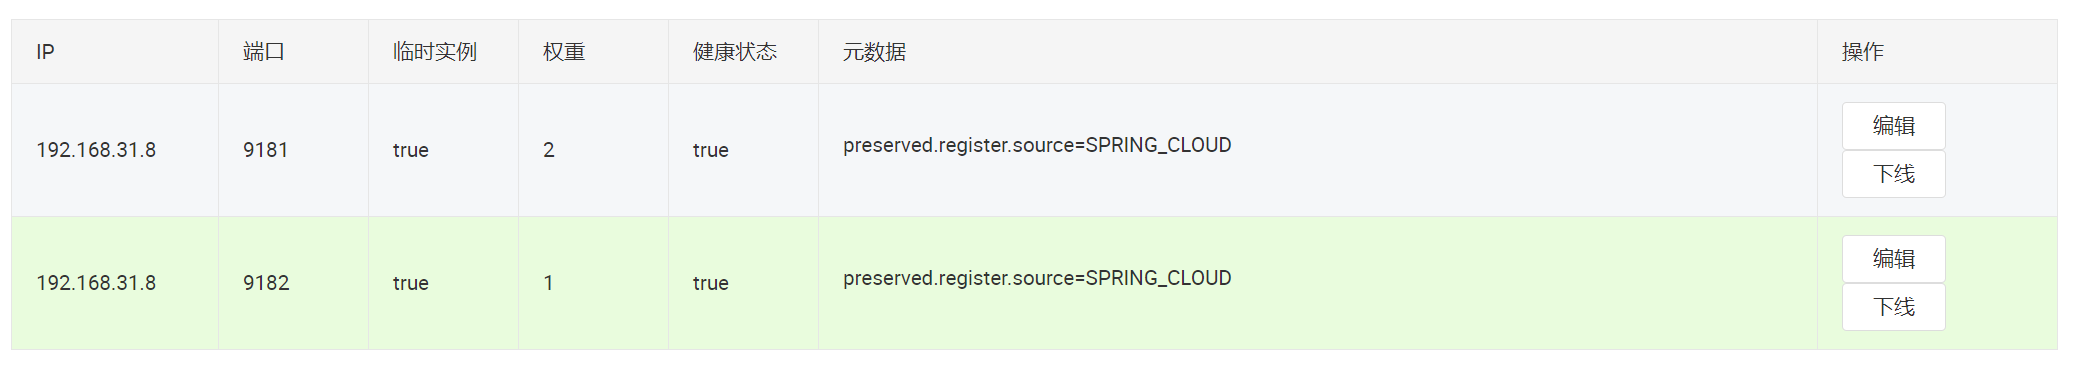 IP 端口 临时实例 权重 健康状态 元数据 操作
192.168.31.8 9181 true 2 true preserved.register.source=SPRING_CLOUD 编辑
下线
192.168.31.8 9182 true 1 true preserved.register.source=SPRING_CLOUD 编辑
下线